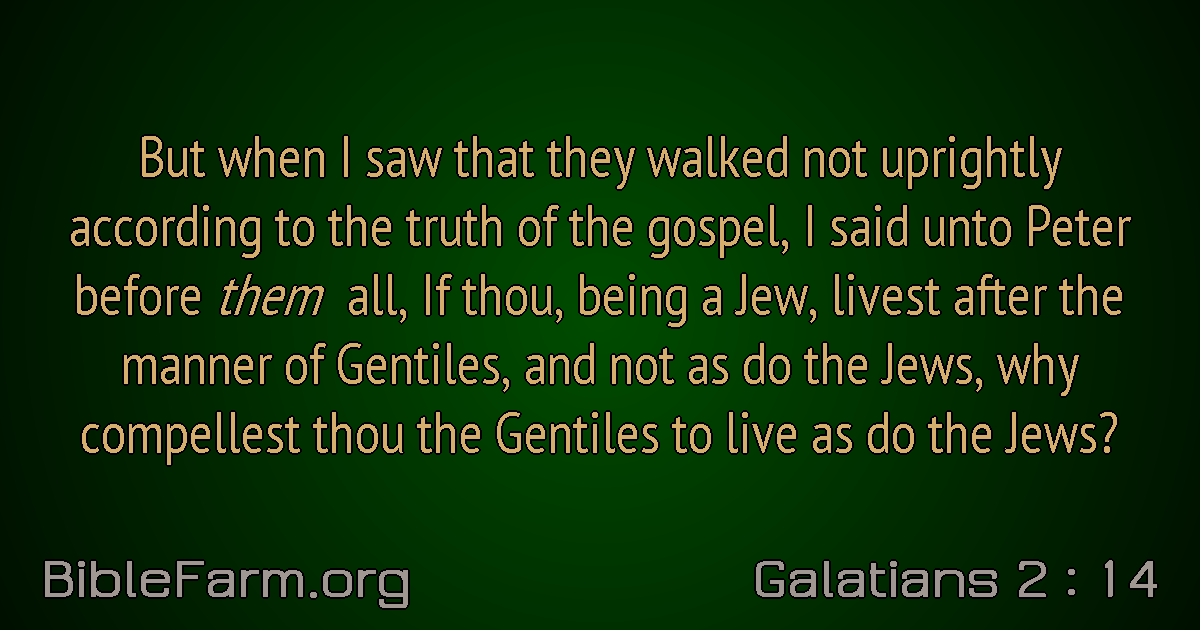 But when I saw that they walked not uprightly
according to the truth of the gospel, I said unto Peter
before them all, If thou, being a Jew, livest after the
manner of Gentiles, and not as do the Jews, why
compellest thou the Gentiles to live as do the Jews?
BibleFarm.org
Galatians 2 : 14